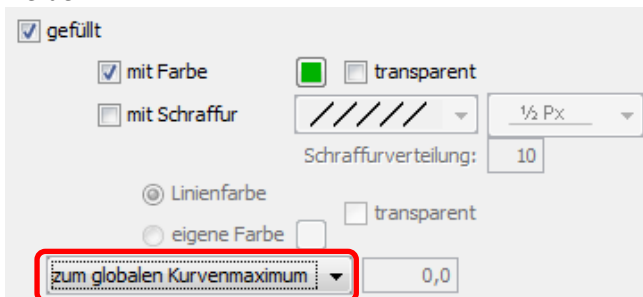 gefüllt
mit Farbe transparent
mit Schraffur ½ Px
Schraffurverteilung: 10
Linienfarbe
transparent
eigene Farbe
zum globalen Kurvenmaximum 0,0